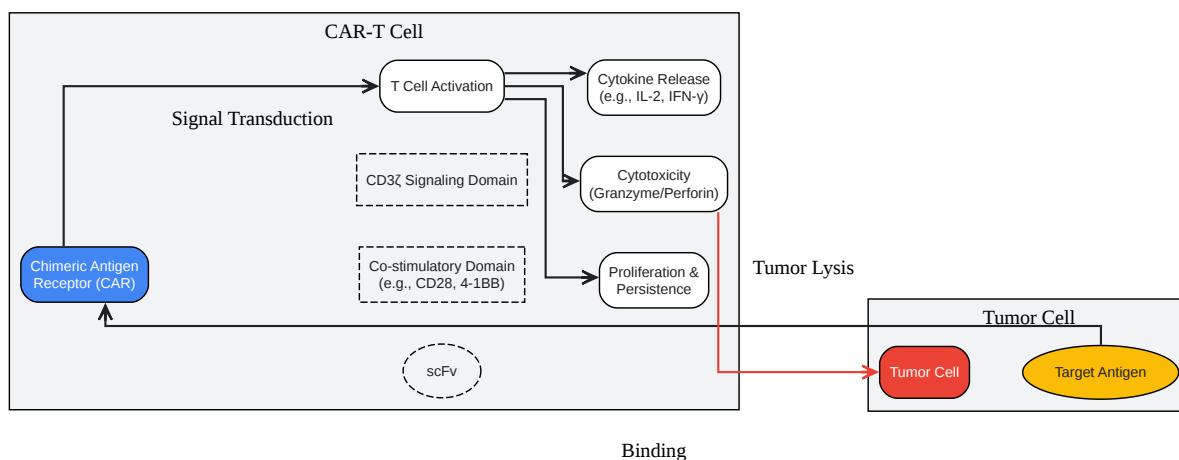 CAR-T Cell
T Cell Activation
Cytokine Release
(e.g., IL-2, IFN-γ)
Signal Transduction
CD3ζ Signaling Domain
Cytotoxicity
(Granzyme/Perforin)
Chimeric Antigen
Receptor (CAR)
Co-stimulatory Domain
(e.g., CD28, 4-1BB)
Proliferation &
Persistence
Tumor Lysis
Tumor Cell
scFv
Tumor Cell
Target Antigen
Binding